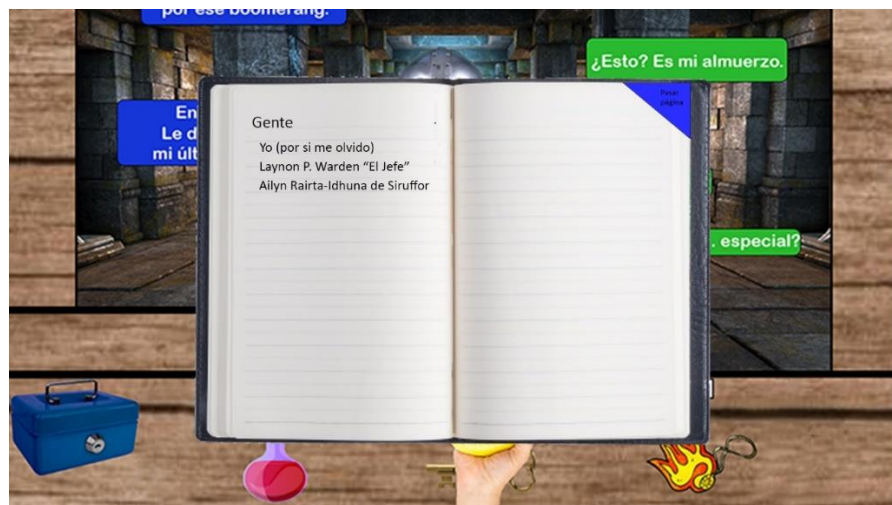 por ese boomerang.
¿Esto? Es mi almuerzo.
En
Le d
mi últ
Pasar
página
Gente
Yo (por si me olvido)
Laynon P. Warden “El Jefe”
Ailyn Rairta-Idhuna de Siruffor
. especial?